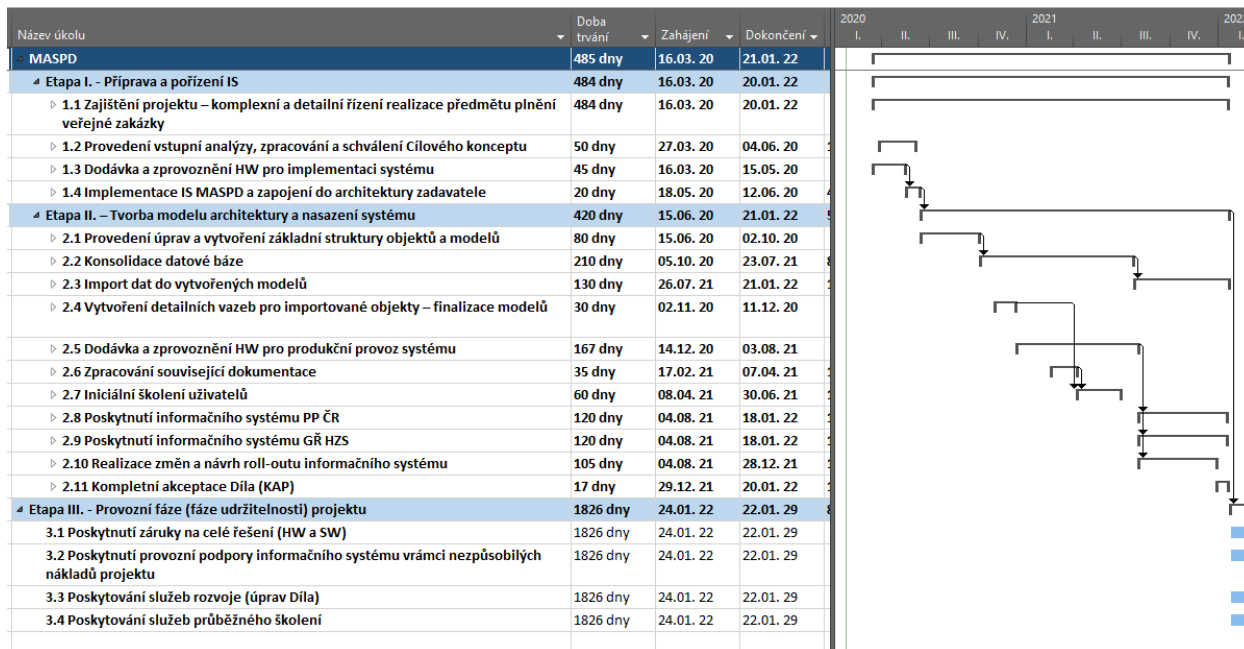 2020 2021 202
Název úkolu Doba trvání Zahájení Dokončení I. II. III. IV. I. II. III. IV. I.
MASPD 485 dny 16.03. 20 21.01. 22
Etapa I. - Příprava a pořízení IS 484 dny 16.03. 20 20.01. 22
1.1 Zajištění projektu – komplexní a detailní řízení realizace předmětu plnění 484 dny 16.03. 20 20.01. 22
veřejné zakázky
1.2 Provedení vstupní analýzy, zpracování a schválení Cílového konceptu 50 dny 27.03. 20 04.06. 20
1.3 Dodávka a zprovoznění HW pro implementaci systému 45 dny 16.03. 20 15.05. 20
1.4 Implementace IS MASPD a zapojení do architektury zadavatele 20 dny 18.05. 20 12.06. 20
Etapa II. – Tvorba modelu architektury a nasazení systému 420 dny 15.06. 20 21.01. 22
2.1 Provedení úprav a vytvoření základní struktury objektů a modelů 80 dny 15.06. 20 02.10. 20
2.2 Konsolidace datové báze 210 dny 05.10. 20 23.07. 21
2.3 Import dat do vytvořených modelů 130 dny 26.07. 21 21.01. 22
2.4 Vytvoření detailních vazeb pro importované objekty – finalizace modelů 30 dny 02.11. 20 11.12. 20
2.5 Dodávka a zprovoznění HW pro produkční provoz systému 167 dny 14.12. 20 03.08. 21
2.6 Zpracování související dokumentace 35 dny 17.02. 21 07.04. 21
2.7 Iniciální školení uživatelů 60 dny 08.04. 21 30.06. 21
2.8 Poskytnutí informačního systému PP ČR 120 dny 04.08. 21 18.01. 22
2.9 Poskytnutí informačního systému GŘ HZS 120 dny 04.08. 21 18.01. 22
2.10 Realizace změn a návrh roll-outu informačního systému 105 dny 04.08. 21 28.12. 21
2.11 Kompletní akceptace Díla (KAP) 17 dny 29.12. 21 20.01. 22
Etapa III. - Provozní fáze (fáze udržitelnosti) projektu 1826 dny 24.01. 22 22.01. 29
3.1 Poskytnutí záruky na celé řešení (HW a SW) 1826 dny 24.01. 22 22.01. 29
3.2 Poskytnutí provozní podpory informačního systému vrámci nezpůsobilých 1826 dny 24.01. 22 22.01. 29
nákladů projektu
3.3 Poskytování služeb rozvoje (úprav Díla) 1826 dny 24.01. 22 22.01. 29
3.4 Poskytování služeb průběžného školení 1826 dny 24.01. 22 22.01. 29